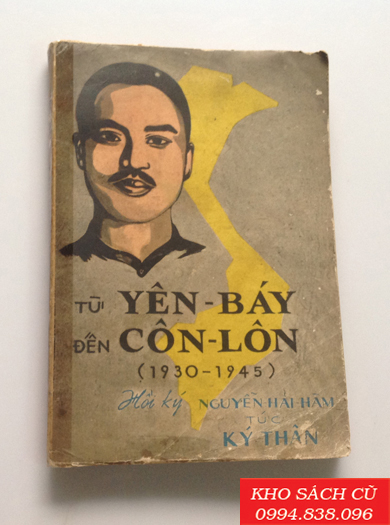 TỪ YÊN-BÁY
ĐẾN CÔN-LÔN
(1930-1945)
Hồi ký NGUYỄN HẢI HÀM
TỨC
KÝ THÂN
KHO SÁCH CŨ
0994.838.096